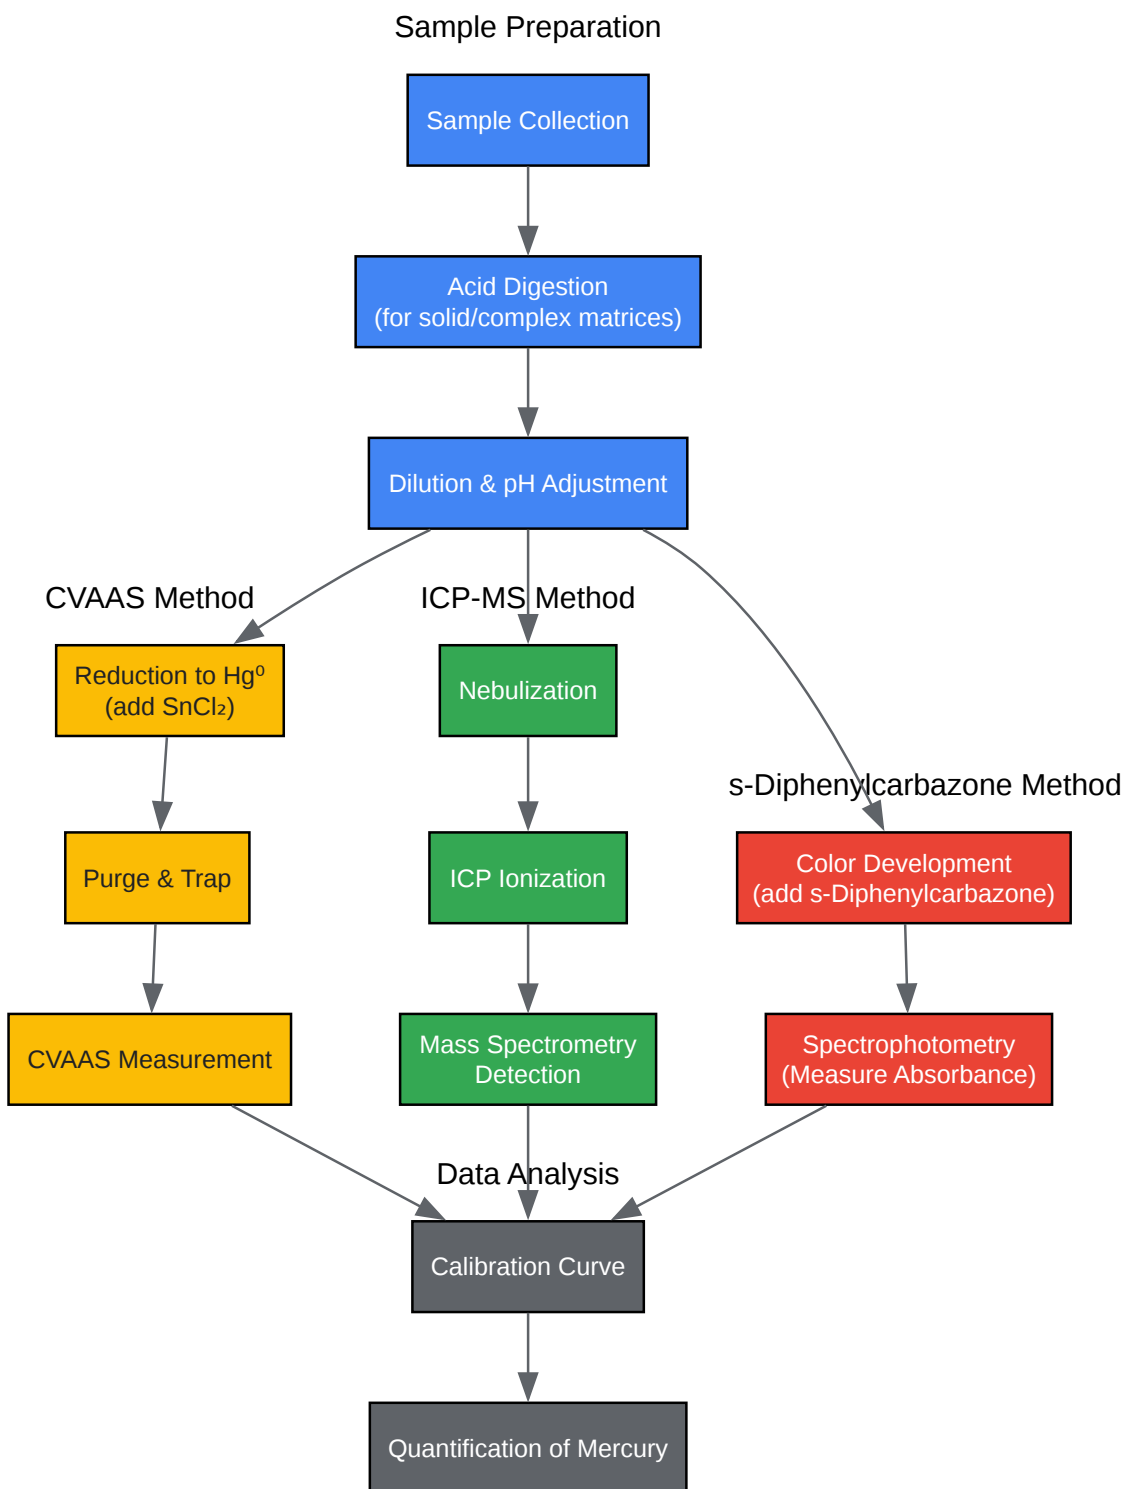 Sample Preparation
Sample Collection
Acid Digestion
(for solid/complex matrices)
Dilution & pH Adjustment
CVAAS Method
ICP-MS Method
Reduction to Hg⁰
(add SnCl₂)
Nebulization
s-Diphenylcarbazone Method
Purge & Trap
ICP Ionization
Color Development
(add s-Diphenylcarbazone)
CVAAS Measurement
Mass Spectrometry
Detection
Spectrophotometry
(Measure Absorbance)
Data Analysis
Calibration Curve
Quantification of Mercury